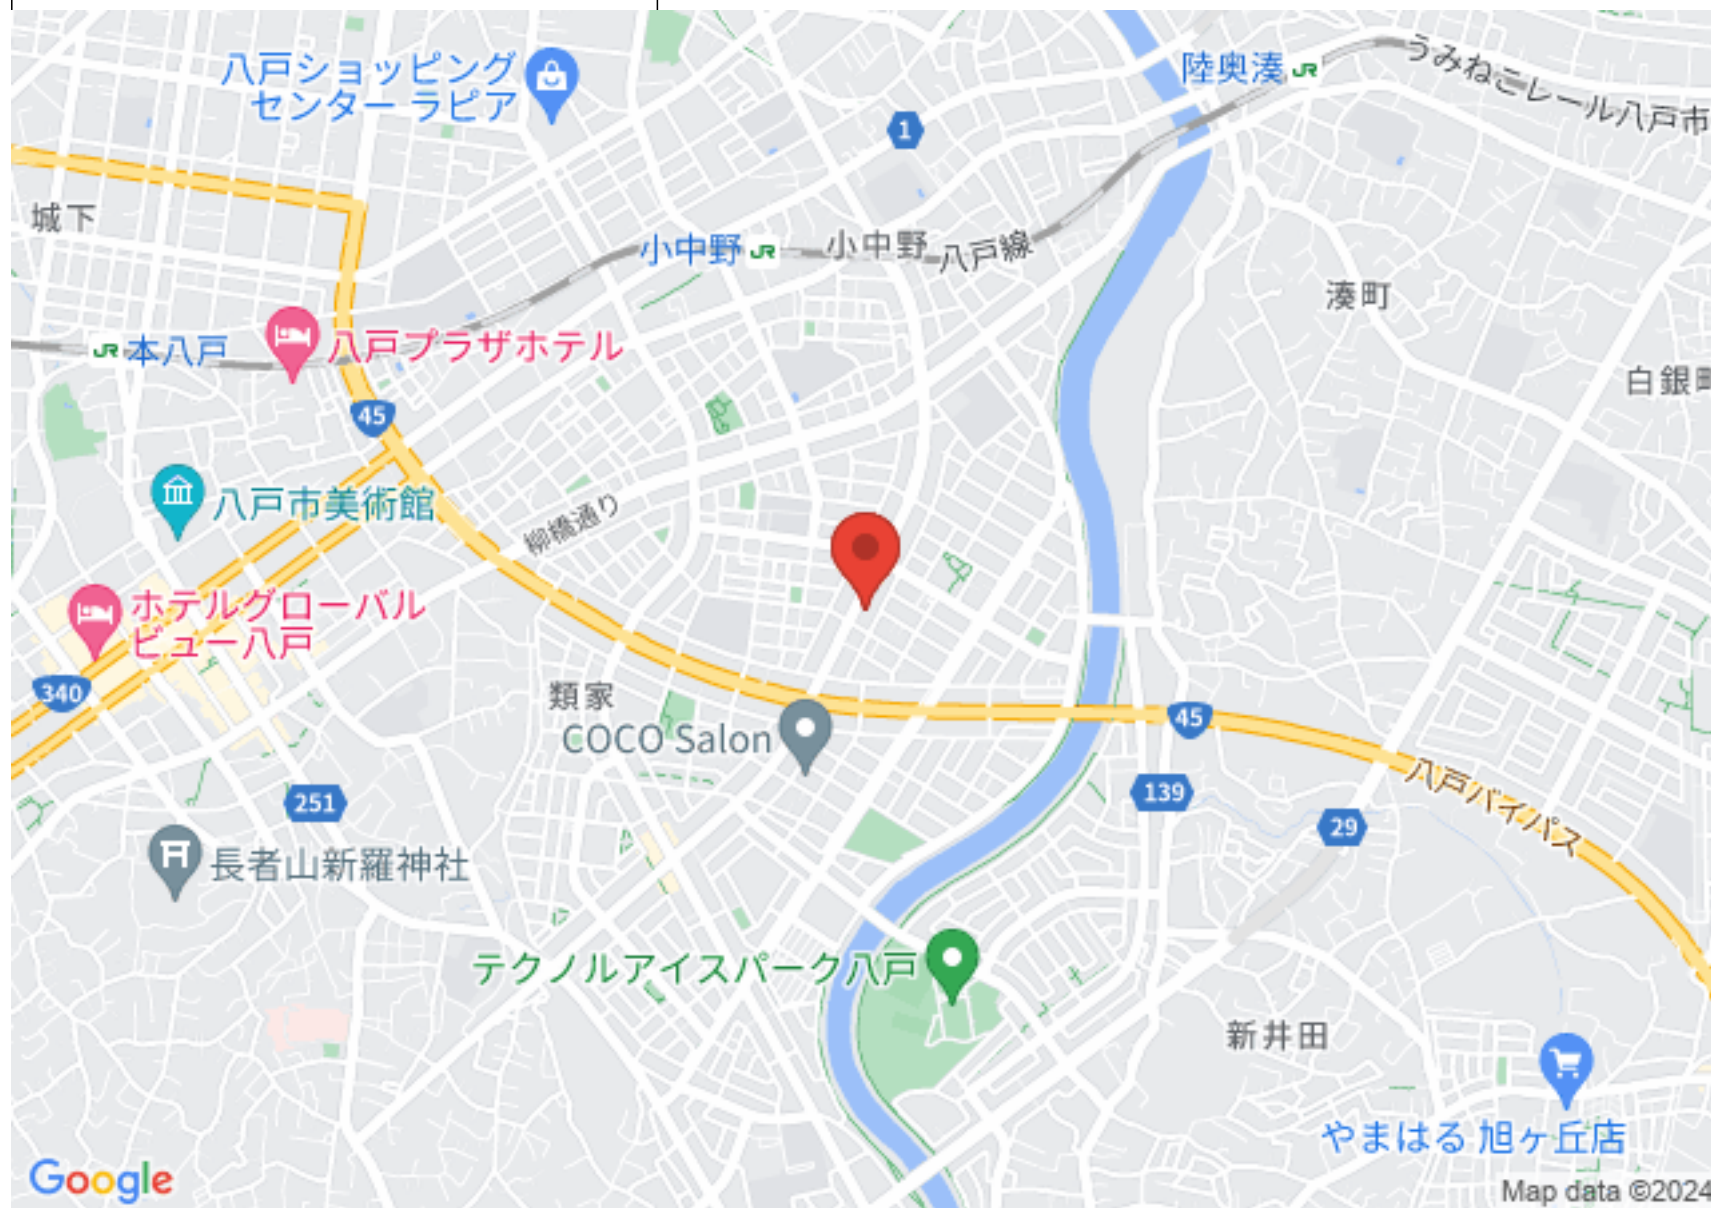 八戸ショッピング
センター ラピア
陸奥湊
JR
うみねこレール八戸市
1
城下
小中野
JR
小中野
八戸線
湊町
JR
本八戸
八戸プラザホテル
白銀町
45
八戸市美術館
柳橋通り
ホテルグローバル
ビュー八戸
340
類家
COCO Salon
45
八戸バイパス
251
139
29
長者山新羅神社
テクノルアイスパーク八戸
新井田
やまはる 旭ヶ丘店
Google
Map data ©2024